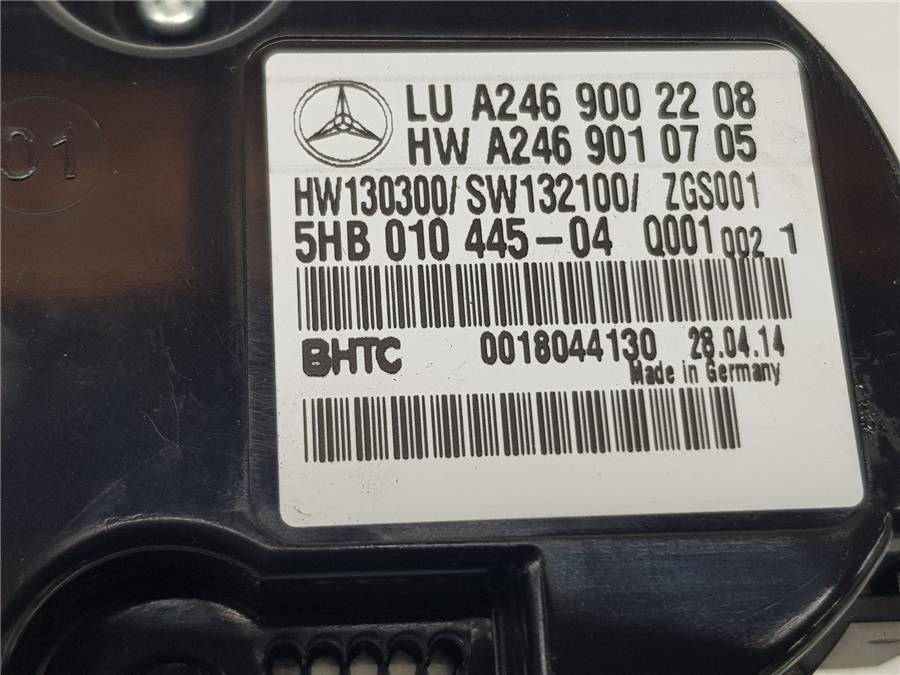 01
LU A246 900 22 08
HW A246 901 07 05
HW130300/ SW132100/ ZGS001
5HB 010 445-04 Q001 002 1
BHTC 0018044130 28.04.14
Made in Germany